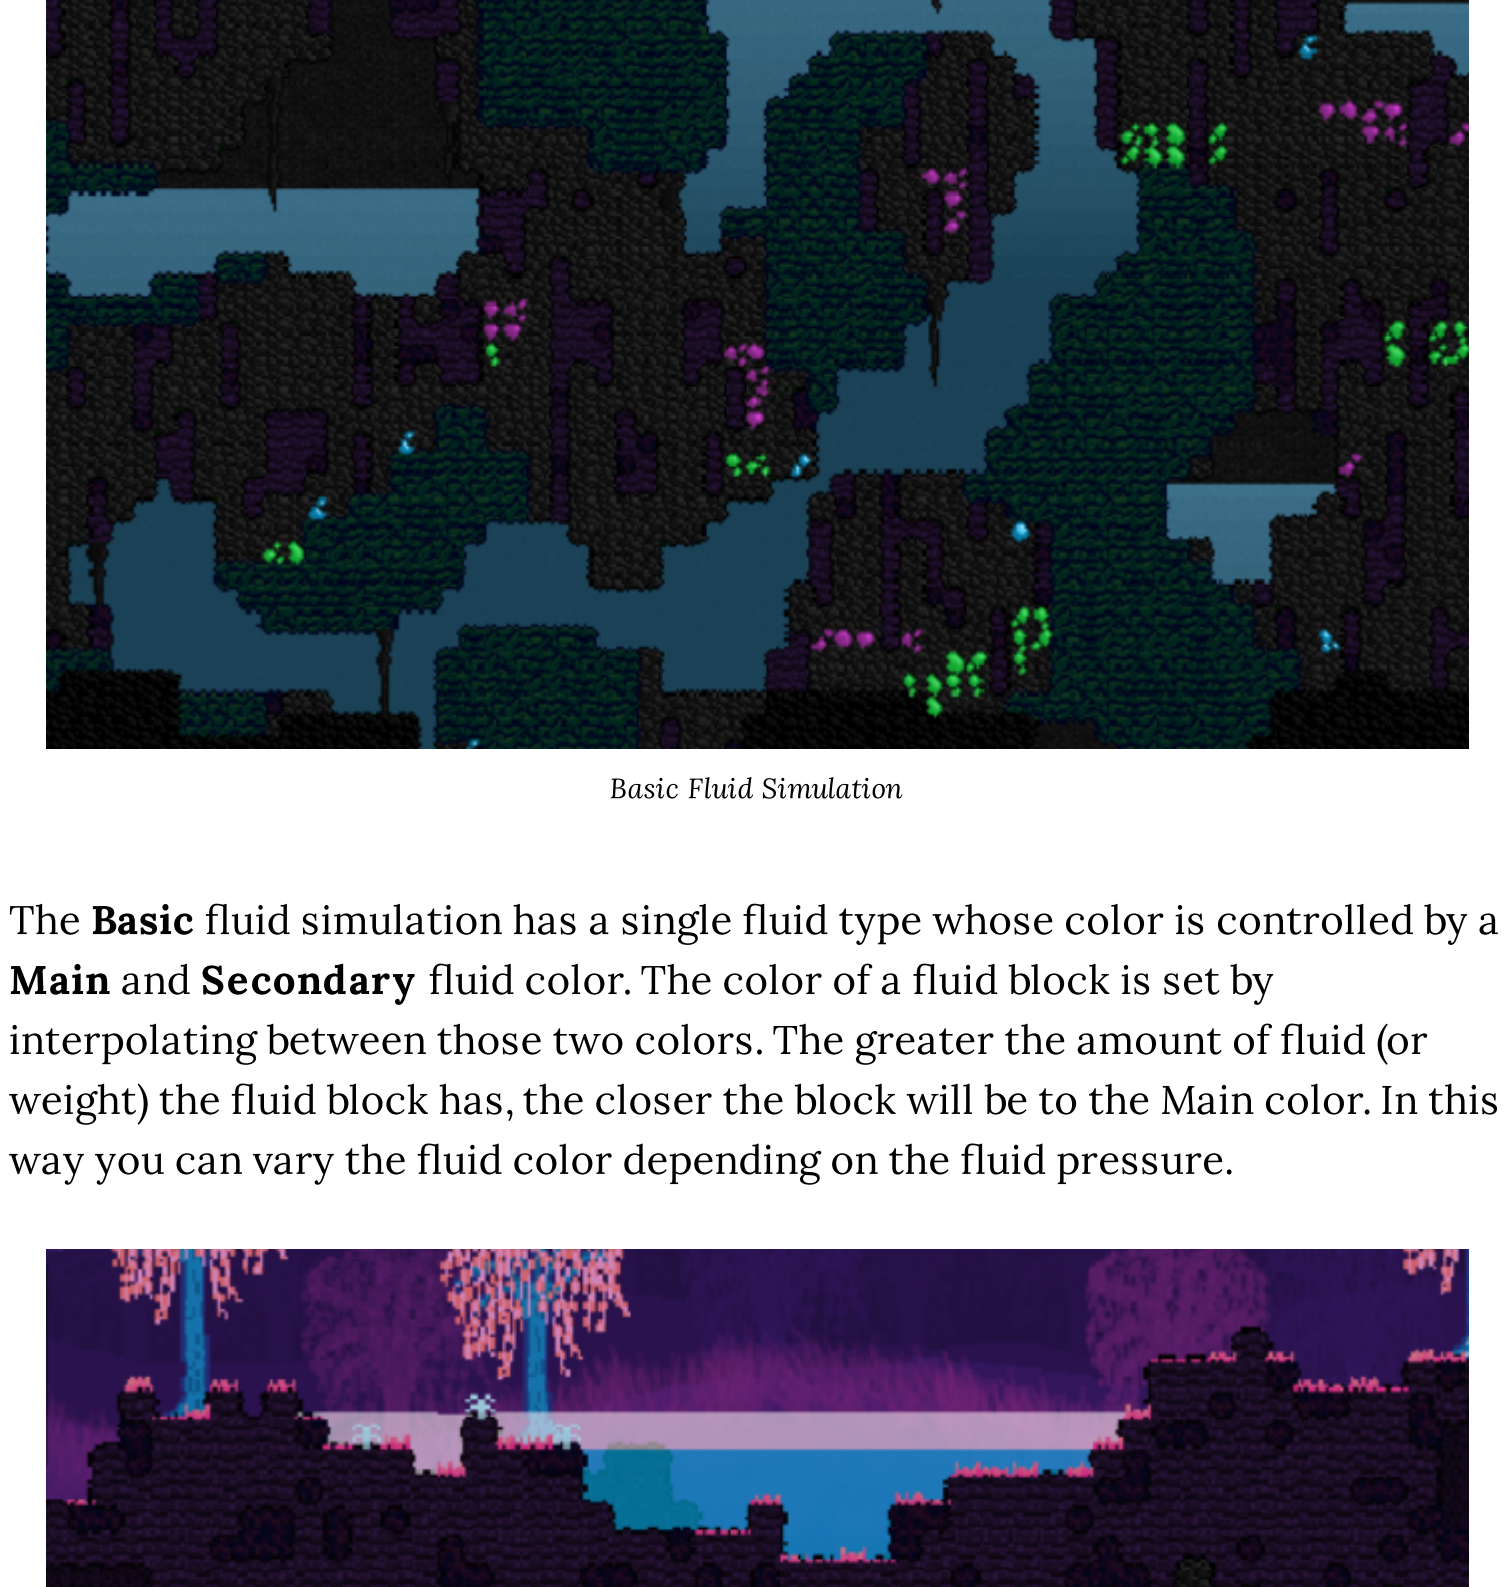 Basic Fluid Simulation
The Basic fluid simulation has a single fluid type whose color is controlled by a
Main and Secondary fluid color. The color of a fluid block is set by
interpolating between those two colors. The greater the amount of fluid (or
weight) the fluid block has, the closer the block will be to the Main color. In this
way you can vary the fluid color depending on the fluid pressure.